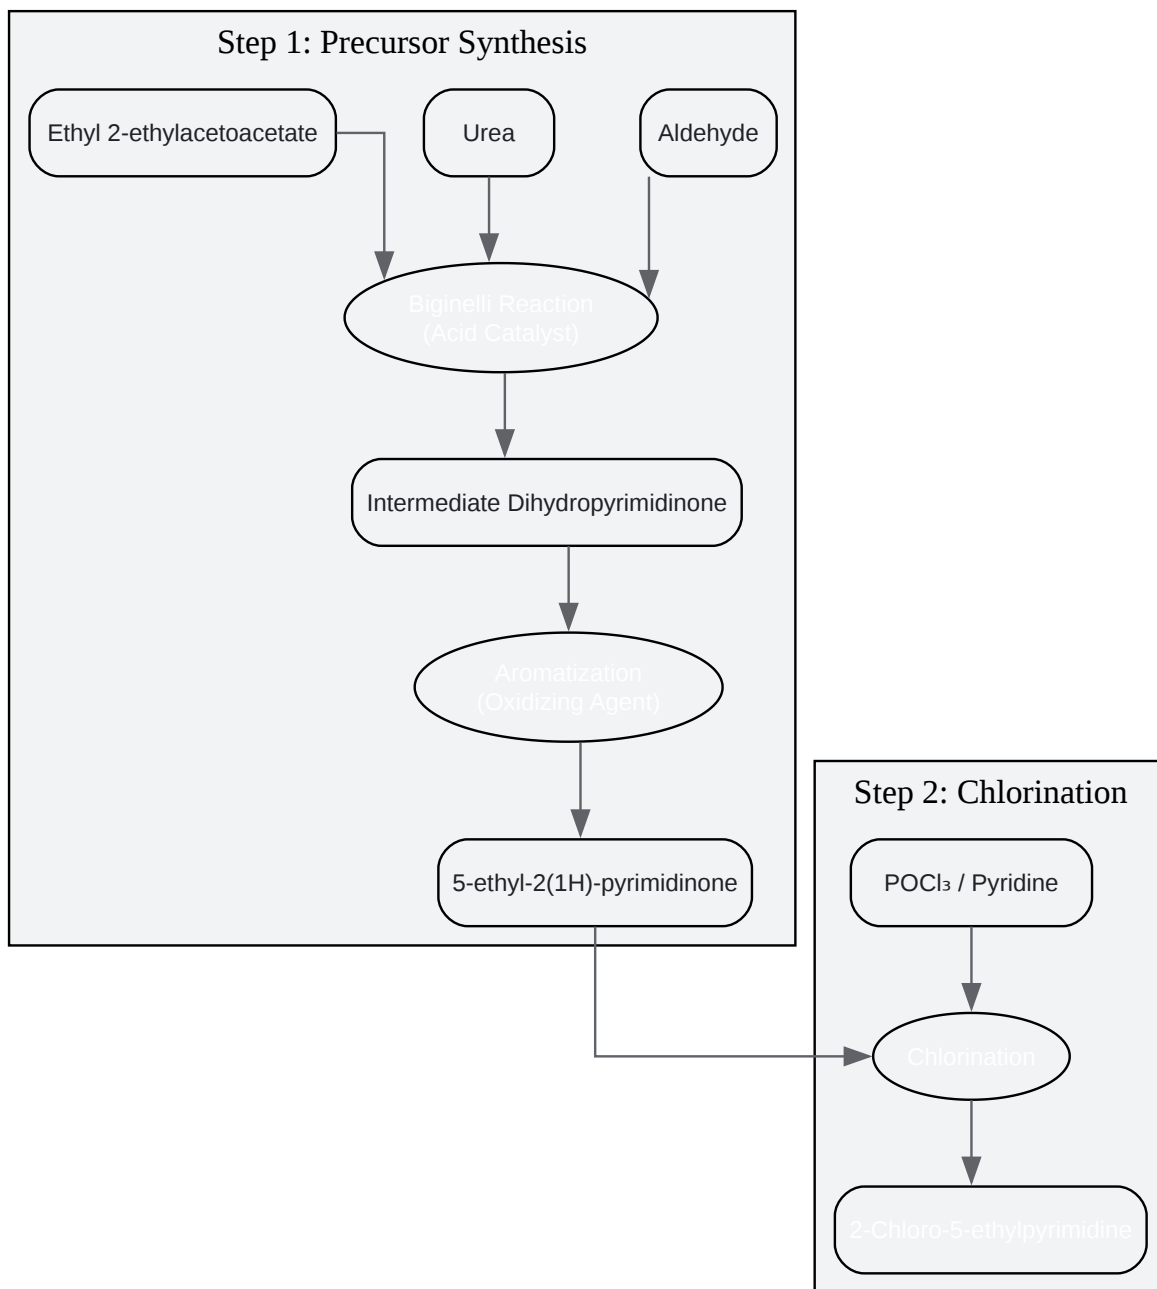 Step 1: Precursor Synthesis
Ethyl 2-ethylacetoacetate
Urea
Aldehyde
Biginelli Reaction
(Acid Catalyst)
Intermediate Dihydropyrimidinone
Aromatization
(Oxidizing Agent)
5-ethyl-2(1H)-pyrimidinone
Step 2: Chlorination
POCl₃ / Pyridine
Chlorination
2-Chloro-5-ethylpyrimidine